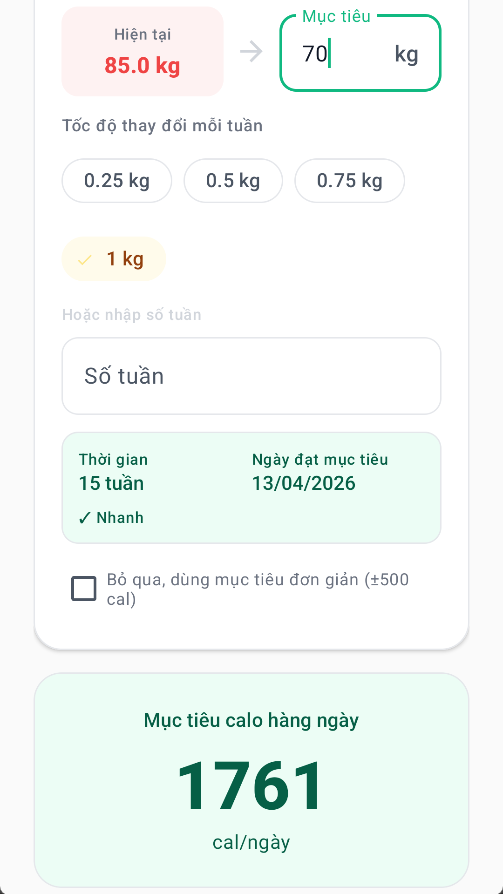 Hiện tại
85.0 kg
Mục tiêu
70
kg
Tốc độ thay đổi mỗi tuần
0.25 kg
0.5 kg
0.75 kg
1 kg
Hoặc nhập số tuần
Số tuần
Thời gian
15 tuần
Ngày đạt mục tiêu
13/04/2026
✓ Nhanh
Bỏ qua, dùng mục tiêu đơn giản (±500
cal)
Mục tiêu calo hàng ngày
1761
cal/ngày